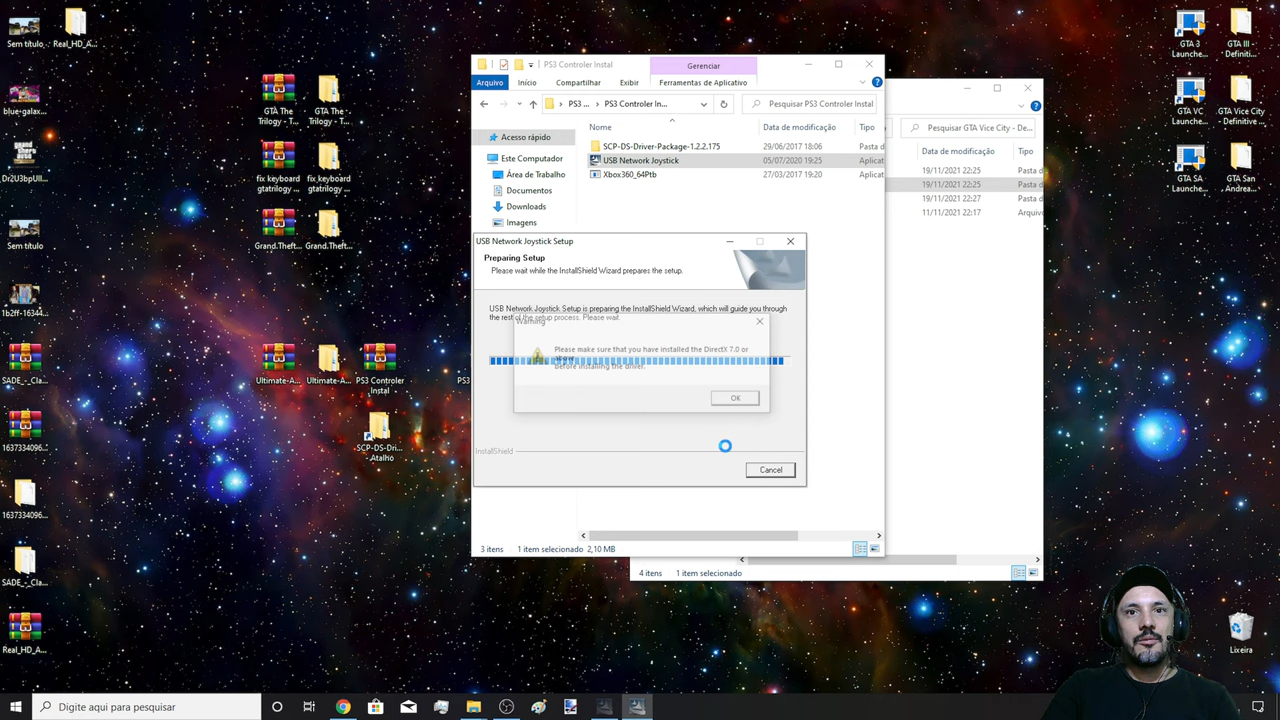 Sem título
Real_HD_A...
blue-galax...
GTA The Trilogy ...
GTA The Trilogy - T...
DrZU3bpUI...
fix keyboard gtatrilogy ...
fix keyboard gtatrilogy ...
Sem título
Grand.Theft...
Grand.Theft...
1b2ff-16344...
SADE_-_Cla...
Ultimate-A...
Ultimate-A...
PS3 Controler Instal
PS3
1637334096...
SCP-DS-Dri... - Atalho
1637334096...
SADE_-_Cla...
Real_HD_A...
PS3 Controler Instal
Gerenciar
Arquivo
Início
Compartilhar
Exibir
Ferramentas de Aplicativo
PS3 ...
PS3 Controler In...
Pesquisar PS3 Controler Instal
Nome
Data de modificação
Tipo
Acesso rápido
Este Computador
Área de Trabalho
Documentos
Downloads
Imagens
SCP-DS-Driver-Package-1.2.2.175
29/06/2017 18:06
Pasta d
USB Network Joystick
05/07/2020 19:25
Aplicat
Xbox360_64Ptb
27/03/2017 19:20
Aplicat
USB Network Joystick Setup
Preparing Setup
Please wait while the InstallShield Wizard prepares the setup.
USB Network Joystick Setup is preparing the InstallShield Wizard, which will guide you through
the rest of the setup process. Please wait.
Warning
Please make sure that you have installed the DirectX 7.0 or
above
before installing the driver.
OK
InstallShield
Cancel
3 itens
1 item selecionado 2,10 MB
Pesquisar GTA Vice City - De...
Data de modificação
Tipo
19/11/2021 22:25
Pasta d
19/11/2021 22:25
Pasta d
19/11/2021 22:27
Pasta d
11/11/2021 22:17
Arquivo
4 itens
1 item selecionado
GTA 3 Launche...
GTA III - Definiti...
GTA VC Launche...
GTA Vice City - Definiti...
GTA SA Launche...
GTA San Andrea...
Lixeira
Digite aqui para pesquisar